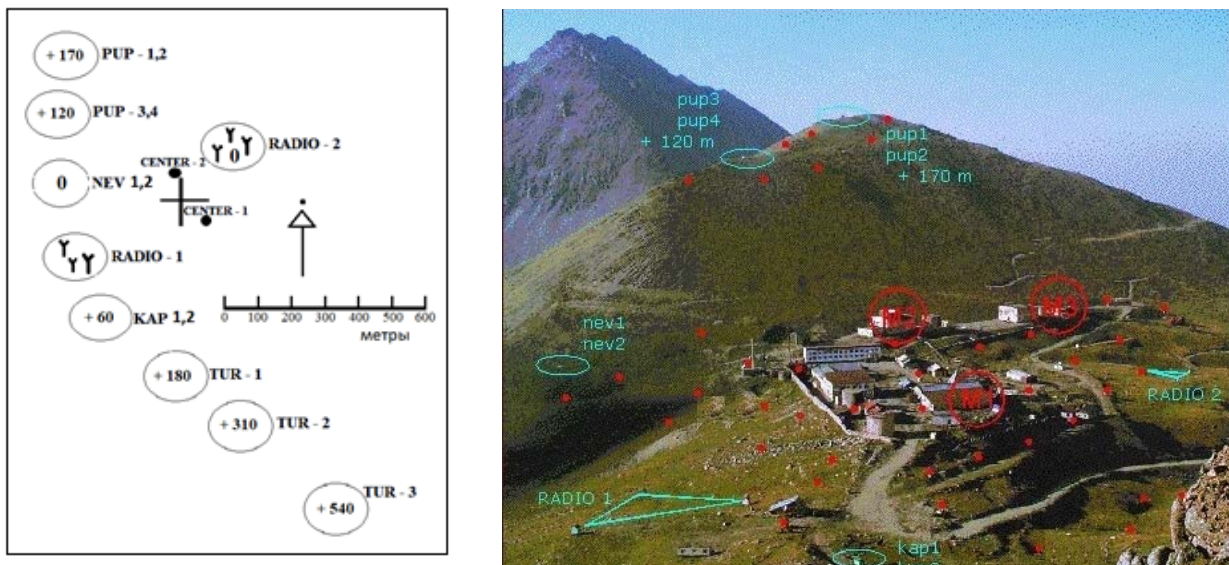 + 170 PUP - 1,2
+ 120 PUP - 3,4
0 RADIO - 2
CENTER - 2
0 NEV 1,2
CENTER - 1
RADIO - 1
+ 60 KAP 1,2
0 100 200 300 400 500 600
метры
+ 180 TUR - 1
+ 310 TUR - 2
TUR - 3
+ 540
pup3
pup4
+ 120 m
pup1
pup2
+ 170 m
nev1
nev2
M2
M3
M1
RADIO 2
RADIO 1
kap1